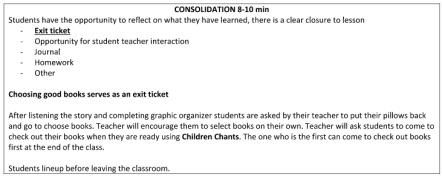 CONSOLIDATION 8-10 min
Students have the opportunity to reflect on what they have learned, there is a clear closure to lesson
- Exit ticket
- Opportunity for student teacher interaction
- Journal
- Homework
- Other
Choosing good books serves as an exit ticket
After listening the story and completing graphic organizer students are asked by their teacher to put their pillows back
and go to choose books. Teacher will encourage them to select books on their own. Teacher will ask students to come to
check out their books when they are ready using Children Chants. The one who is the first can come to check out books
first at the end of the class.
Students lineup before leaving the classroom.